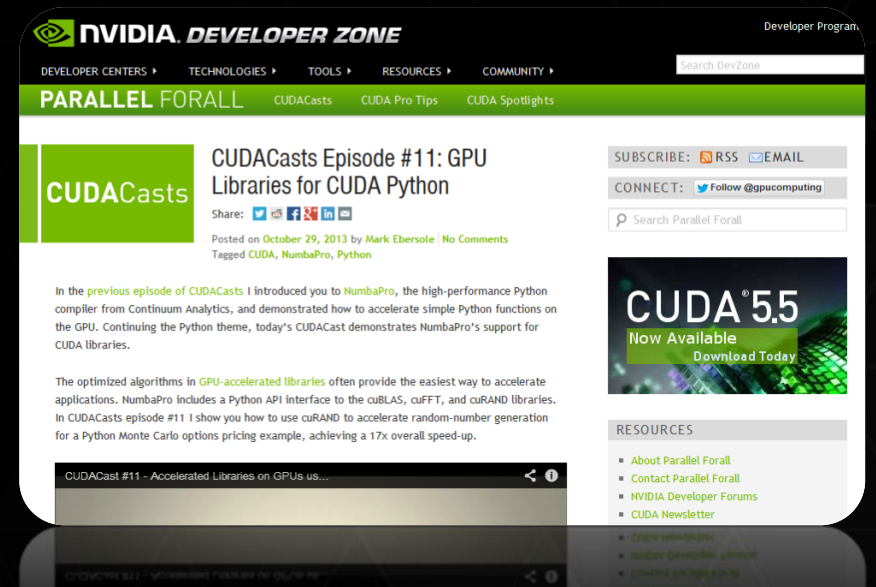 NVIDIA. DEVELOPER ZONE
Developer Program
DEVELOPER CENTERS TECHNOLOGIES TOOLS RESOURCES COMMUNITY
Search DevZone
PARALLEL FORALL CUDACasts CUDA Pro Tips CUDA Spotlights
CUDACasts
CUDACasts Episode #11: GPU
Libraries for CUDA Python
Share:
Posted on October 29, 2013 by Mark Ebersole | No Comments
Tagged CUDA, NumbaPro, Python
In the previous episode of CUDACasts I introduced you to NumbaPro, the high-performance Python
compiler from Continuum Analytics, and demonstrated how to accelerate simple Python functions on
the GPU. Continuing the Python theme, today's CUDACast demonstrates NumbaPro's support for
CUDA libraries.
The optimized algorithms in GPU-accelerated libraries often provide the easiest way to accelerate
applications. NumbaPro includes a Python API interface to the cuBLAS, cuFFT, and cuRAND libraries.
In CUDACasts episode #11 I show you how to use cuRAND to accelerate random-number generation
for a Python Monte Carlo options pricing example, achieving a 17x overall speed-up.
CUDACast #11 - Accelerated Libraries on GPUs us...
SUBSCRIBE: RSS EMAIL
CONNECT: Follow @gpucomputing
Search Parallel Forall
CUDA® 5.5
Now Available
Download Today
RESOURCES
About Parallel Forall
Contact Parallel Forall
NVIDIA Developer Forums
CUDA Newsletter